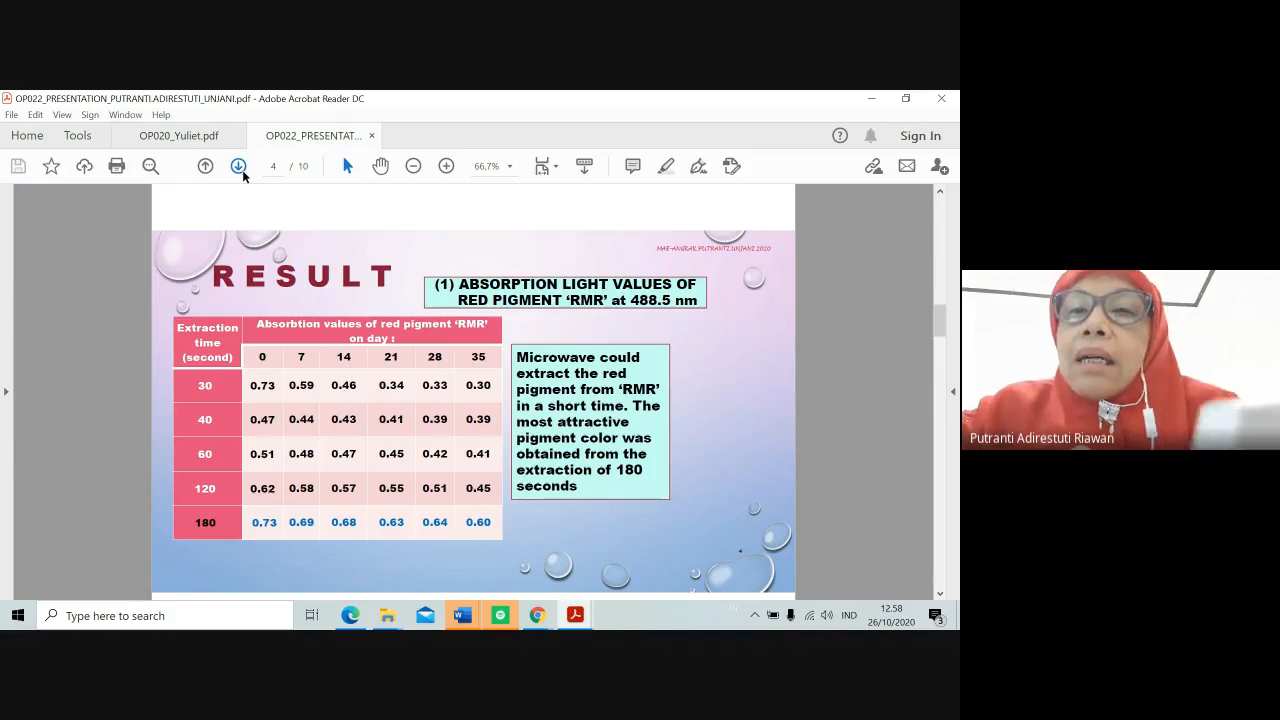 OP022_PRESENTATION_PUTRANTI.ADIRESTUTI_UNJANI.pdf - Adobe Acrobat Reader DC
File Edit View Sign Window Help
Home Tools OP020_Yuliet.pdf OP022_PRESENTAT... × Sign In
4 / 10 66.7%
MAE-ANGKAK_PUTRANTI.UNJANI.2020
RESULT
(1) ABSORPTION LIGHT VALUES OF
RED PIGMENT ‘RMR’ at 488.5 nm
Extraction
time
(second)
Absorbtion values of red pigment ‘RMR’
on day :
0 7 14 21 28 35
30 0.73 0.59 0.46 0.34 0.33 0.30
40 0.47 0.44 0.43 0.41 0.39 0.39
60 0.51 0.48 0.47 0.45 0.42 0.41
120 0.62 0.58 0.57 0.55 0.51 0.45
180 0.73 0.69 0.68 0.63 0.64 0.60
Microwave could
extract the red
pigment from ‘RMR’
in a short time. The
most attractive
pigment color was
obtained from the
extraction of 180
seconds
Putranti Adirestuti Riawan
Type here to search
IND
12.58
26/10/2020
3